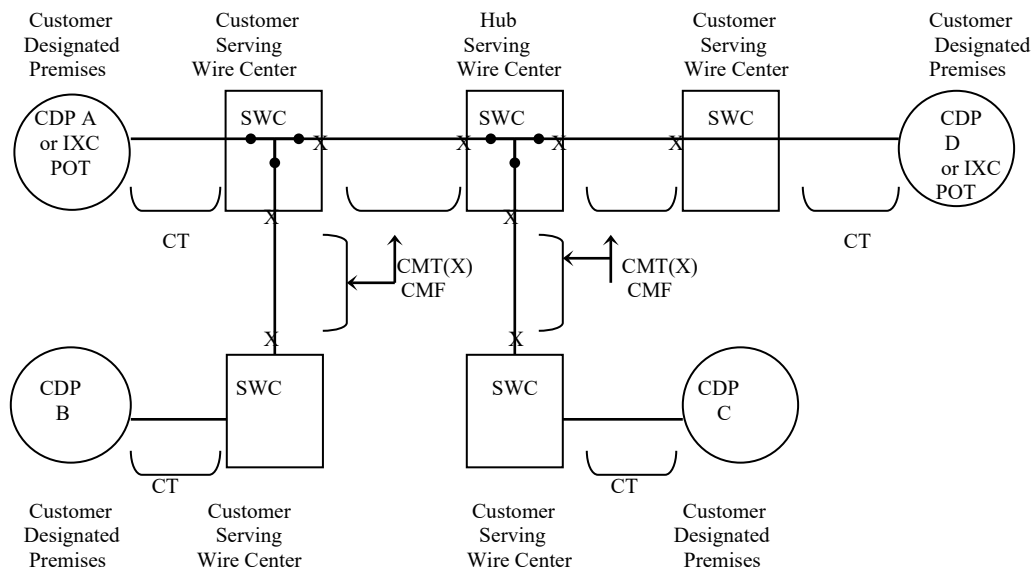 Customer
Designated
Premises
Customer
Serving
Wire Center
Hub
Serving
Wire Center
Customer
Serving
Wire Center
Customer
Designated
Premises
CDP A
or IXC
POT
SWC
X
X
SWC
X
X
SWC
CDP
D
or IXC
POT
X
X
CT
CT
CMT(X)
CMF
CMT(X)
CMF
X
X
CDP
B
SWC
SWC
CDP
C
CT
CT
Customer
Designated
Premises
Customer
Serving
Wire Center
Customer
Serving
Wire Center
Customer
Designated
Premises